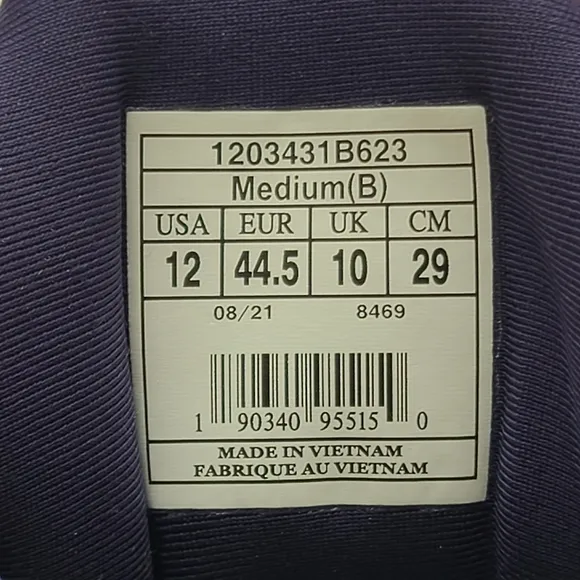 1203431B623
Medium(B)
USA EUR UK CM
12 44.5 10 29
08/21 8469
1 90340 95515 0
MADE IN VIETNAM
FABRIQUE AU VIETNAM